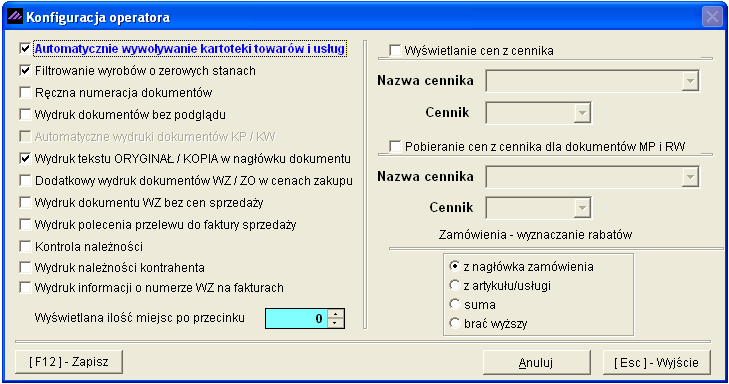 Konfiguracja operatora
Automatycznie wywoływanie kartoteki towarów i usług
Filtrowanie wyrobów o zerowych stanach
Ręczna numeracja dokumentów
Wydruk dokumentów bez podglądu
Automatyczne wydruki dokumentów KP / KW
Wydruk tekstu ORYGINAŁ / KOPIA w nagłówku dokumentu
Dodatkowy wydruk dokumentów WZ / ZO w cenach zakupu
Wydruk dokumentu WZ bez cen sprzedaży
Wydruk polecenia przelewu do faktury sprzedaży
Kontrola należności
Wydruk należności kontrahenta
Wydruk informacji o numerze WZ na fakturach
Wyświetlana ilość miejsc po przecinku 0
Wyświetlanie cen z cennika
Nazwa cennika
Cennik
Pobieranie cen z cennika dla dokumentów MP i RW
Nazwa cennika
Cennik
Zamówienia - wyznaczanie rabatów
z nagłówka zamówienia
z artykułu/usługi
suma
brać wyższy
[ F12 ] - Zapisz
Anuluj
[ Esc ] - Wyjście